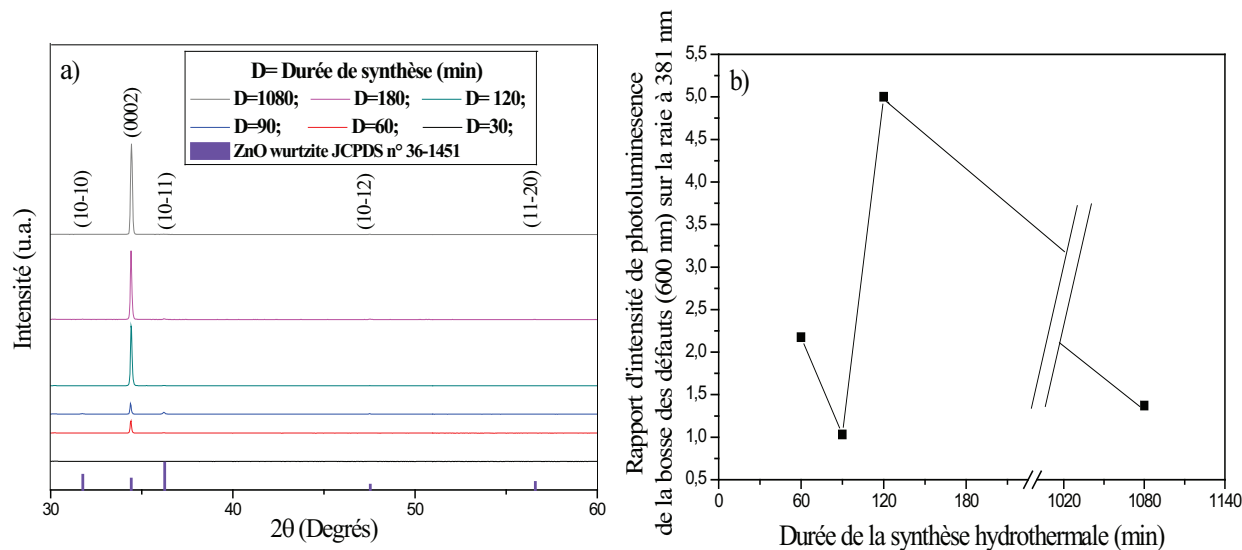 a)
D= Durée de synthèse (min)
D=1080; D=180; D= 120;
D=90; D=60; D=30;
ZnO wurtzite JCPDS n° 36-1451
(10-10)
(0002)
(10-11)
(10-12)
(11-20)
Intensité (u.a.)
30 40 50 60
2θ (Degrés)
b)
Rapport d'intensité de photoluminesence
de la bosse des défauts (600 nm) sur la raie à 381 nm
5,5
5,0
4,5
4,0
3,5
3,0
2,5
2,0
1,5
1,0
0,5
0 60 120 180 1020 1080 1140
Durée de la synthèse hydrothermale (min)